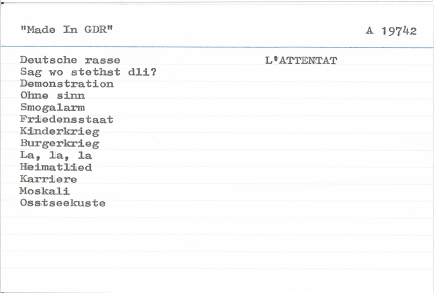 "Made In GDR" A 19742
Deutsche rasse L'ATTENTAT
Sag wo stethst dli?
Demonstration
Ohne sinn
Smogalarm
Friedensstaat
Kinderkrieg
Burgerkrieg
La, la, la
Heimatlied
Karriere
Moskali
Osstseekuste